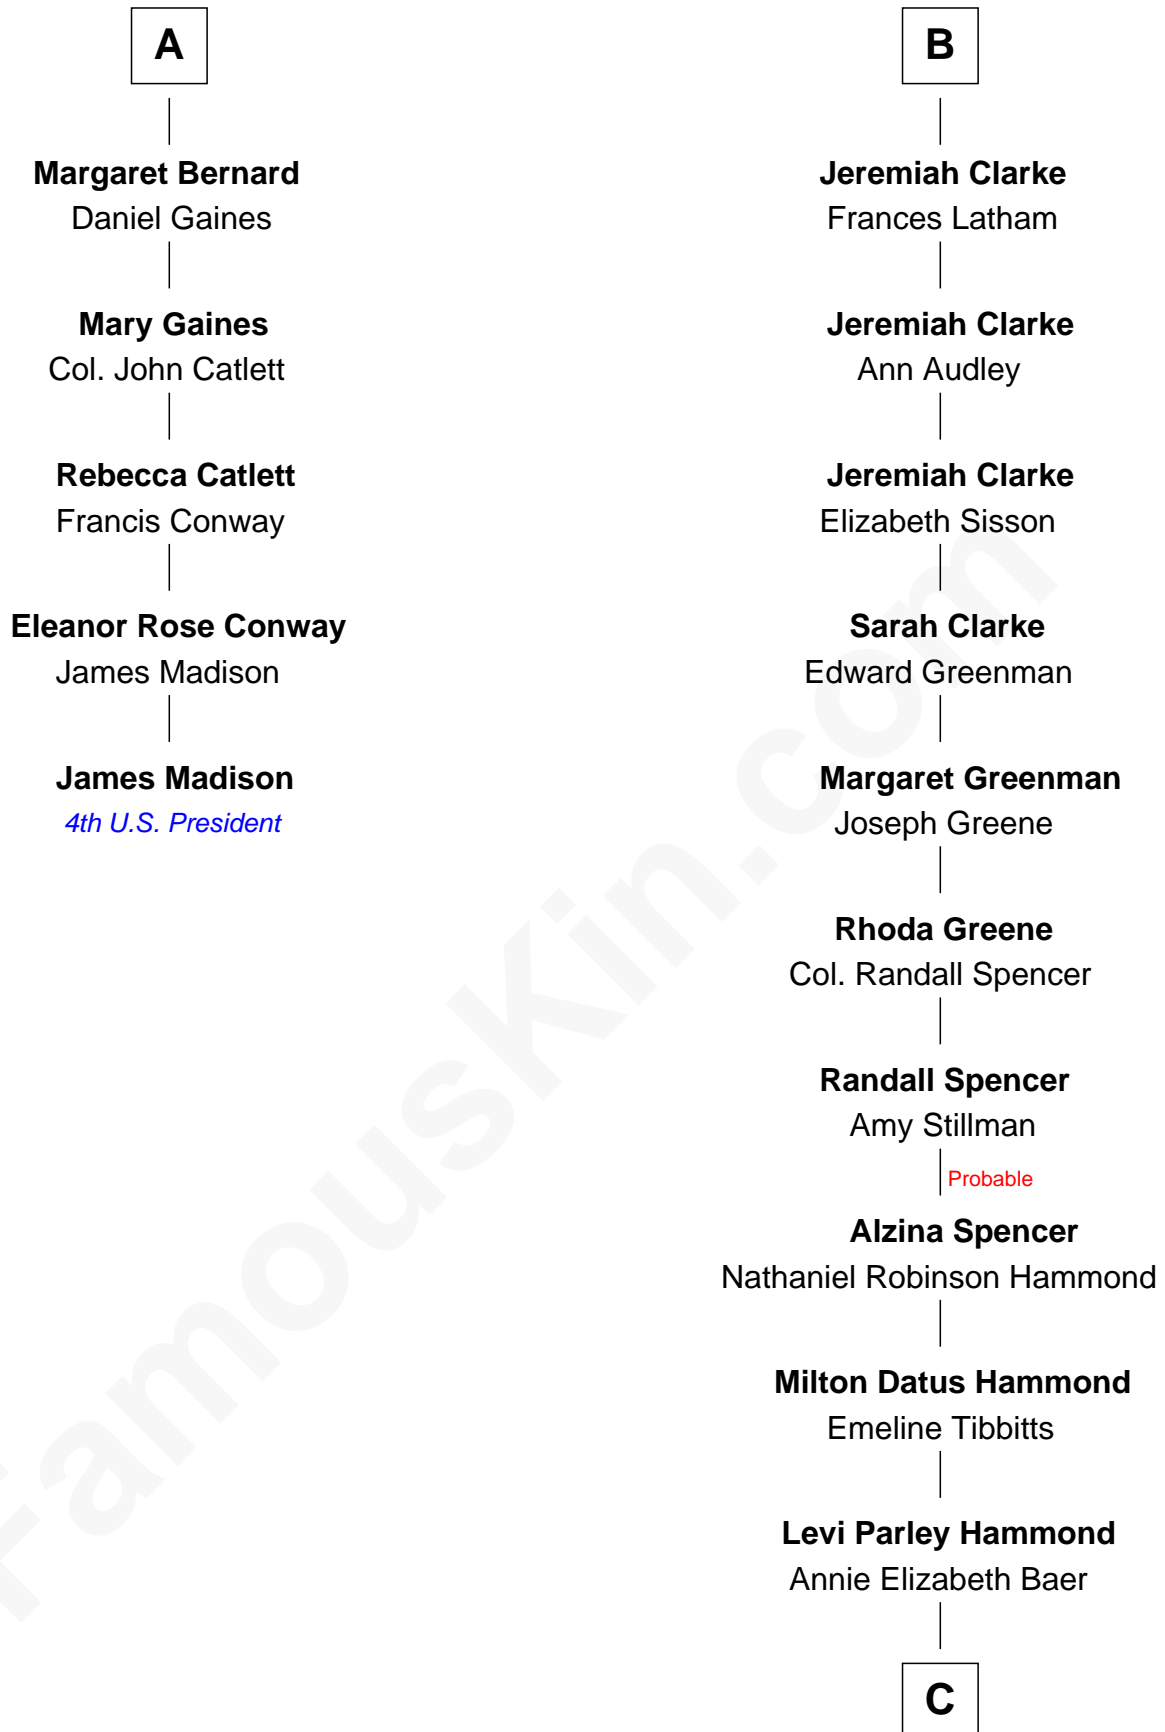 A
Margaret Bernard
Daniel Gaines
Mary Gaines
Col. John Catlett
Rebecca Catlett
Francis Conway
Eleanor Rose Conway
James Madison
James Madison
4th U.S. President
B
Jeremiah Clarke
Frances Latham
Jeremiah Clarke
Ann Audley
Jeremiah Clarke
Elizabeth Sisson
Sarah Clarke
Edward Greenman
Margaret Greenman
Joseph Greene
Rhoda Greene
Col. Randall Spencer
Randall Spencer
Amy Stillman
Probable
Alzina Spencer
Nathaniel Robinson Hammond
Milton Datus Hammond
Emeline Tibbitts
Levi Parley Hammond
Annie Elizabeth Baer
C
FamousKin.com